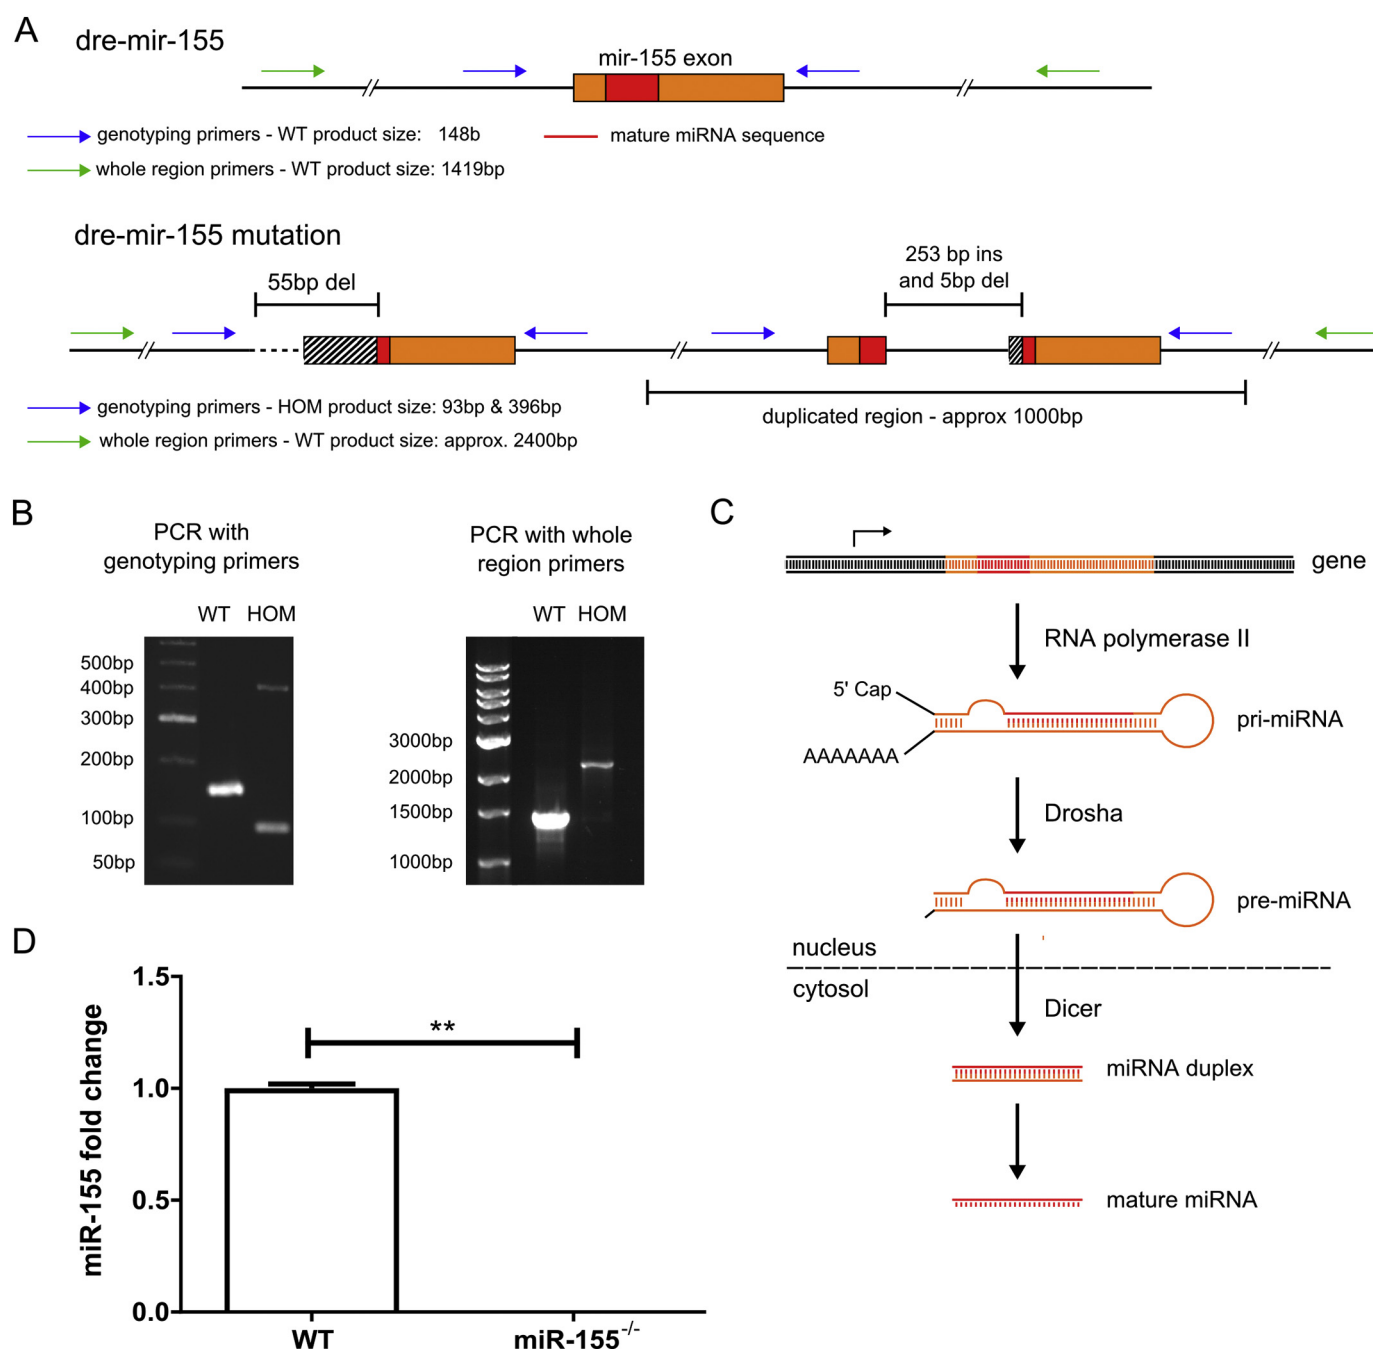 A
dre-mir-155
mir-155 exon
genotyping primers - WT product size: 148b
mature miRNA sequence
whole region primers - WT product size: 1419bp
dre-mir-155 mutation
55bp del
253 bp ins
and 5bp del
genotyping primers - HOM product size: 93bp & 396bp
duplicated region - approx 1000bp
whole region primers - WT product size: approx. 2400bp
B
PCR with
genotyping primers
WT HOM
500bp
400bp
300bp
200bp
100bp
50bp
PCR with whole
region primers
WT HOM
3000bp
2000bp
1500bp
1000bp
C
gene
RNA polymerase II
5' Cap
AAAAAAA
pri-miRNA
Drosha
pre-miRNA
nucleus
cytosol
Dicer
miRNA duplex
mature miRNA
D
miR-155 fold change
1.5
1.0
0.5
0.0
**
WT
miR-155-/-